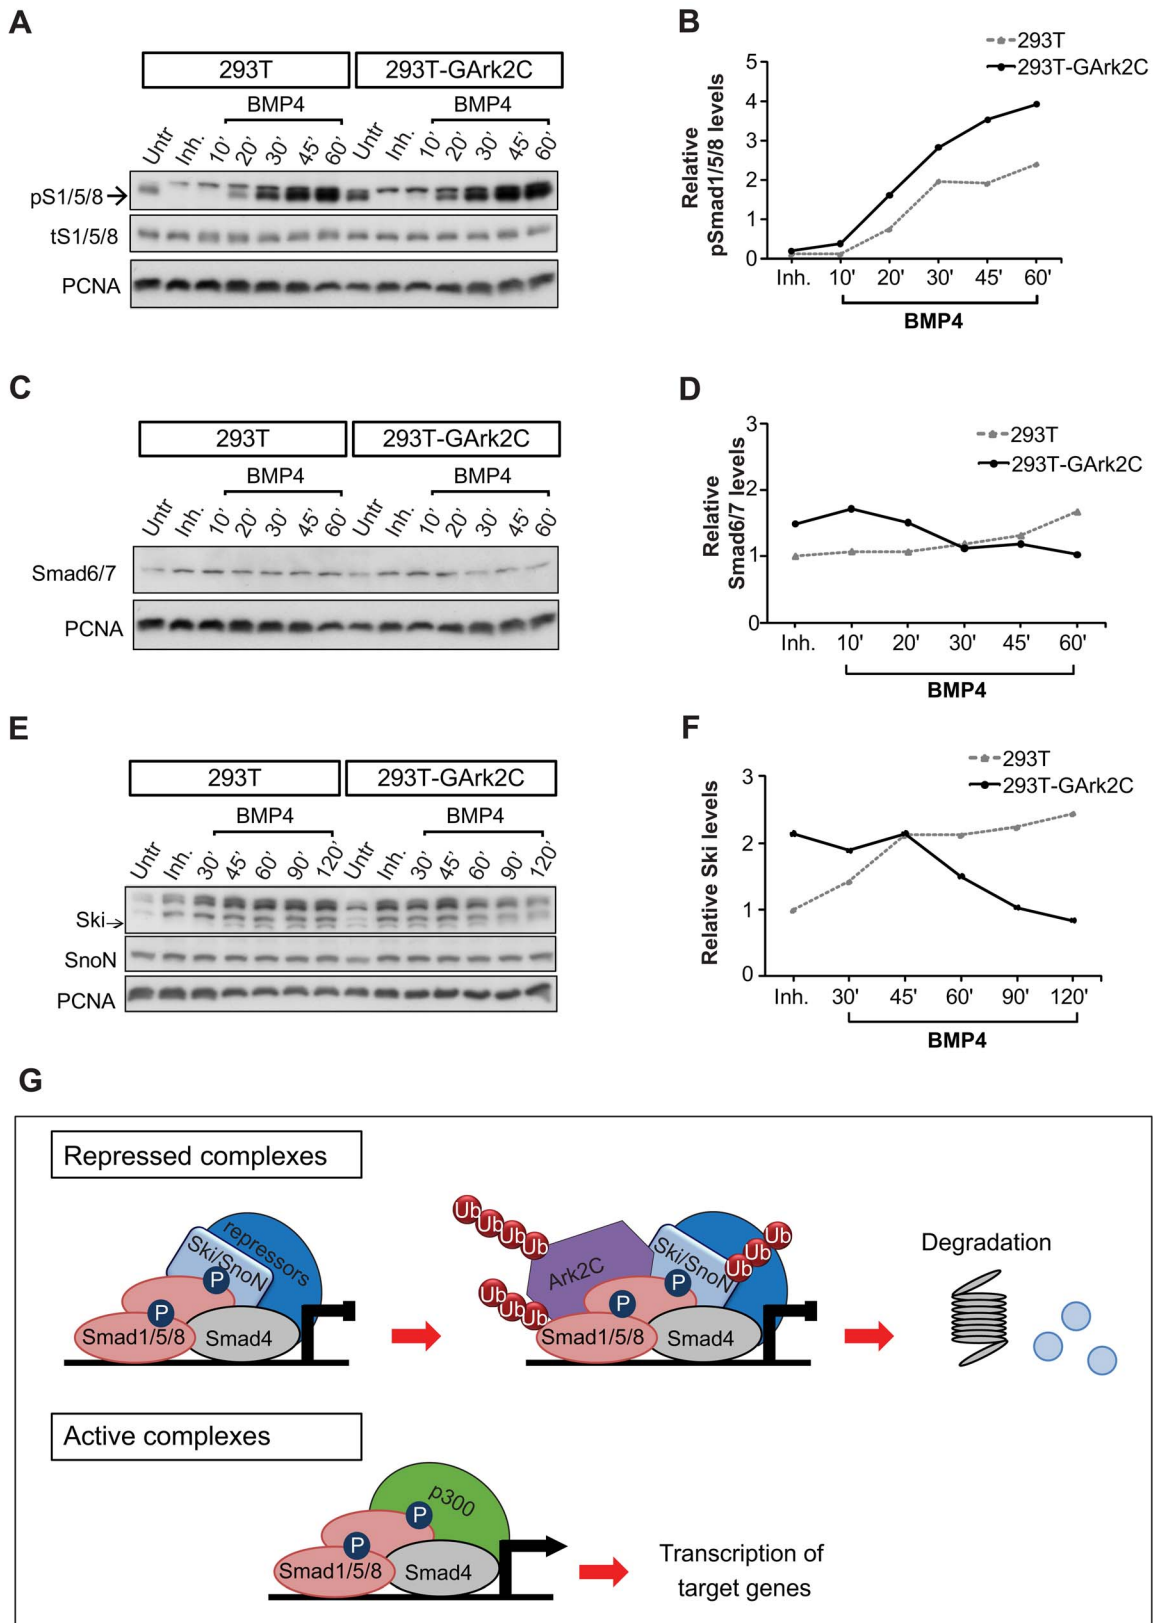 A
293T 293T-GArk2C
BMP4 BMP4
Untr Inh. 10' 20' 30' 45' 60' Untr Inh. 10' 20' 30' 45' 60'
pS1/5/8
tS1/5/8
PCNA
B
293T
293T-GArk2C
Relative
pSmad1/5/8 levels
5
4
3
2
1
0
Inh. 10' 20' 30' 45' 60'
BMP4
C
293T 293T-GArk2C
BMP4 BMP4
Untr Inh. 10' 20' 30' 45' 60' Untr Inh. 10' 20' 30' 45' 60'
Smad6/7
PCNA
D
293T
293T-GArk2C
Relative
Smad6/7 levels
3
2
1
0
Inh. 10' 20' 30' 45' 60'
BMP4
E
293T 293T-GArk2C
BMP4 BMP4
Untr Inh. 30' 45' 60' 90' 120' Untr Inh. 30' 45' 60' 90' 120'
Ski
SnoN
PCNA
F
293T
293T-GArk2C
Relative Ski levels
3
2
1
0
Inh. 30' 45' 60' 90' 120'
BMP4
G
Repressed complexes
repressors
Ski/SnoN
P
P
Smad1/5/8 Smad4
Ub Ub Ub Ub
Ub Ub Ub
Ark2C
Ski/SnoN
Ub Ub Ub
P
P
Smad1/5/8 Smad4
Degradation
Active complexes
p300
P
P
Smad1/5/8 Smad4
Transcription of
target genes